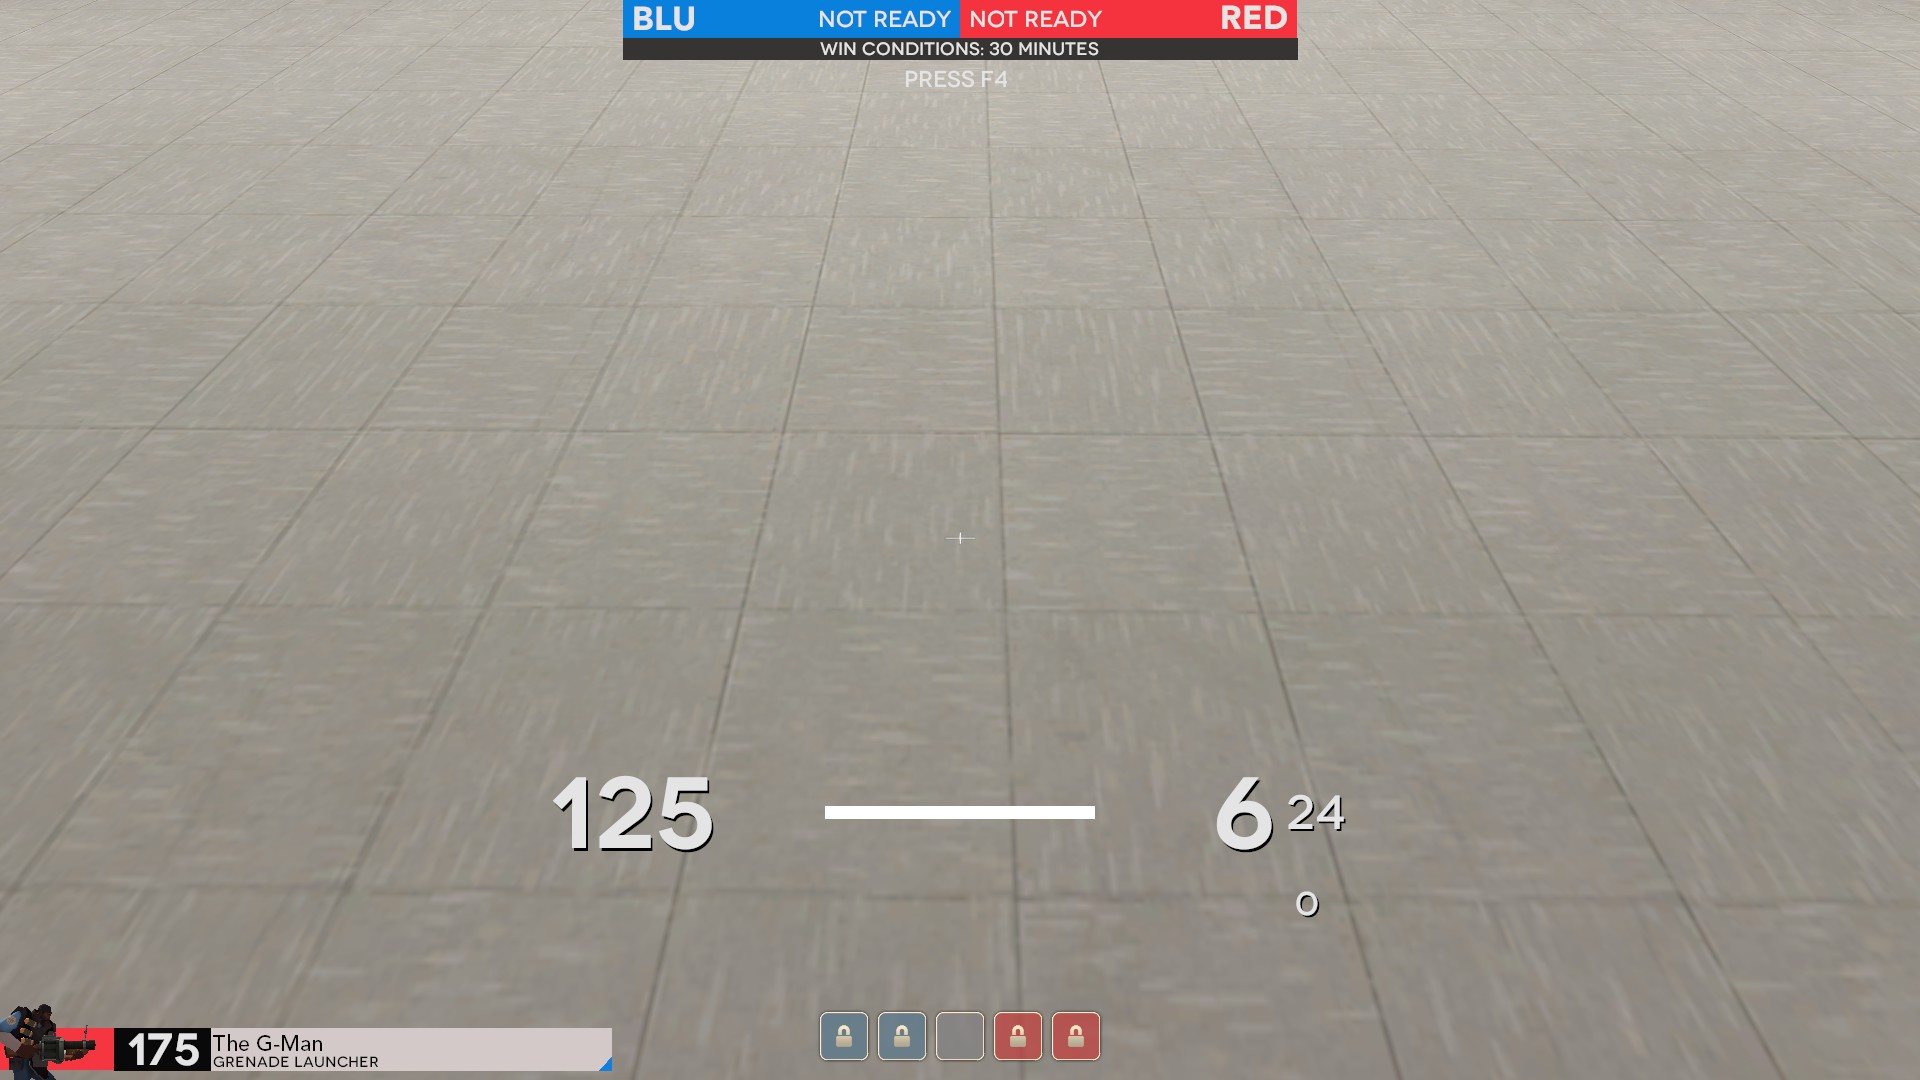 BLU NOT READY NOT READY RED
WIN CONDITIONS: 30 MINUTES
PRESS F4
125 6 24
0
175 The G-Man
GRENADE LAUNCHER